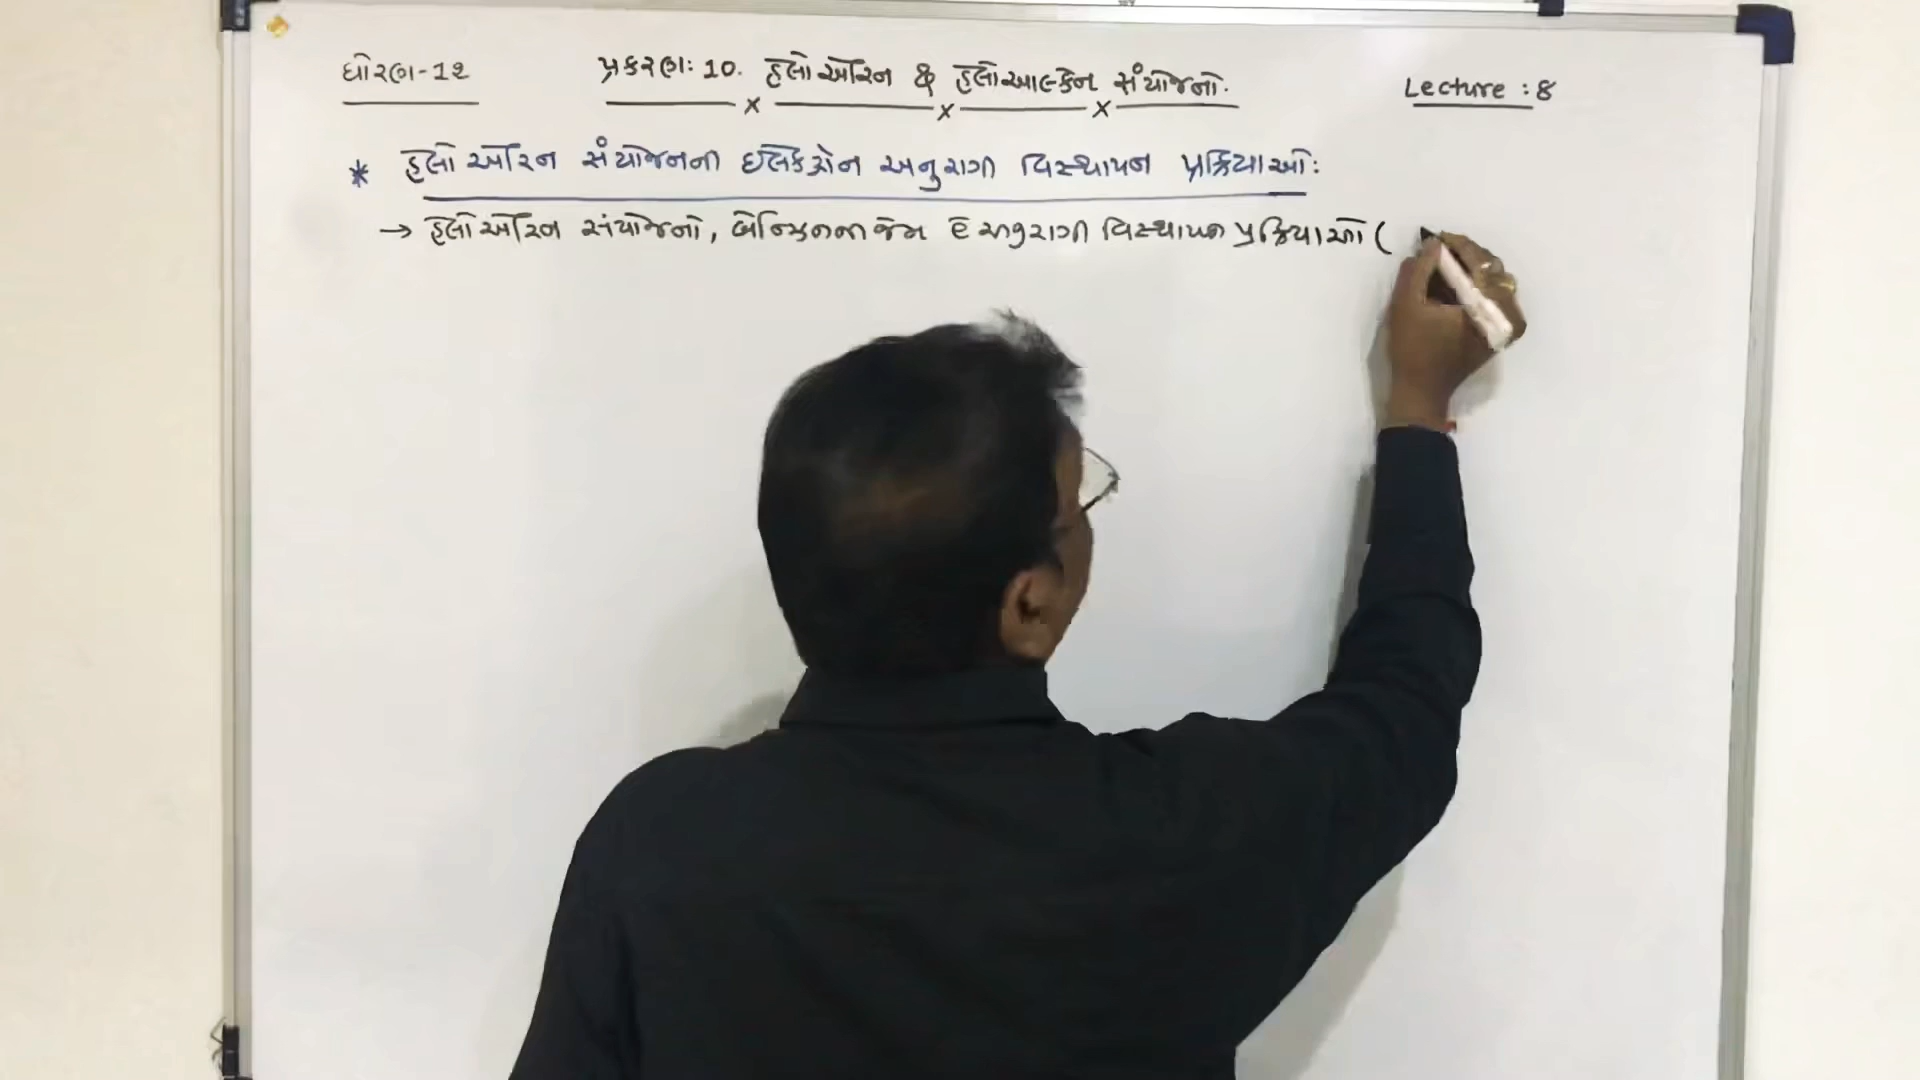 ધોરણ-12 પ્રકરણ: 10. હેલોએરિન & હેલોઆલ્કેન સંયોજનો. Lecture : 8
* હેલોએરિન સંયોજનની ઇલેક્ટ્રોન અનુરાગી વિસ્થાપન પ્રક્રિયાઓ:
→ હેલોએરિન સંયોજનો, બેન્ઝિનની જેમ e અનુરાગી વિસ્થાપન પ્રક્રિયાઓ (